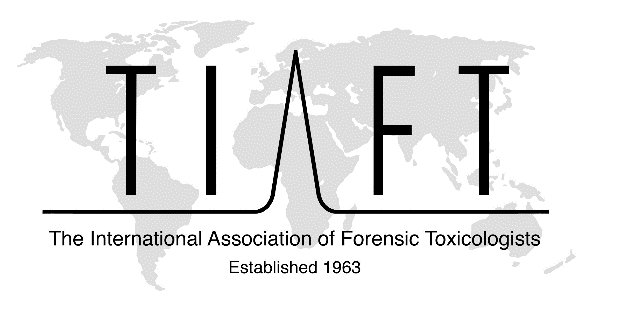 TIAFT
The International Association of Forensic Toxicologists
Established 1963